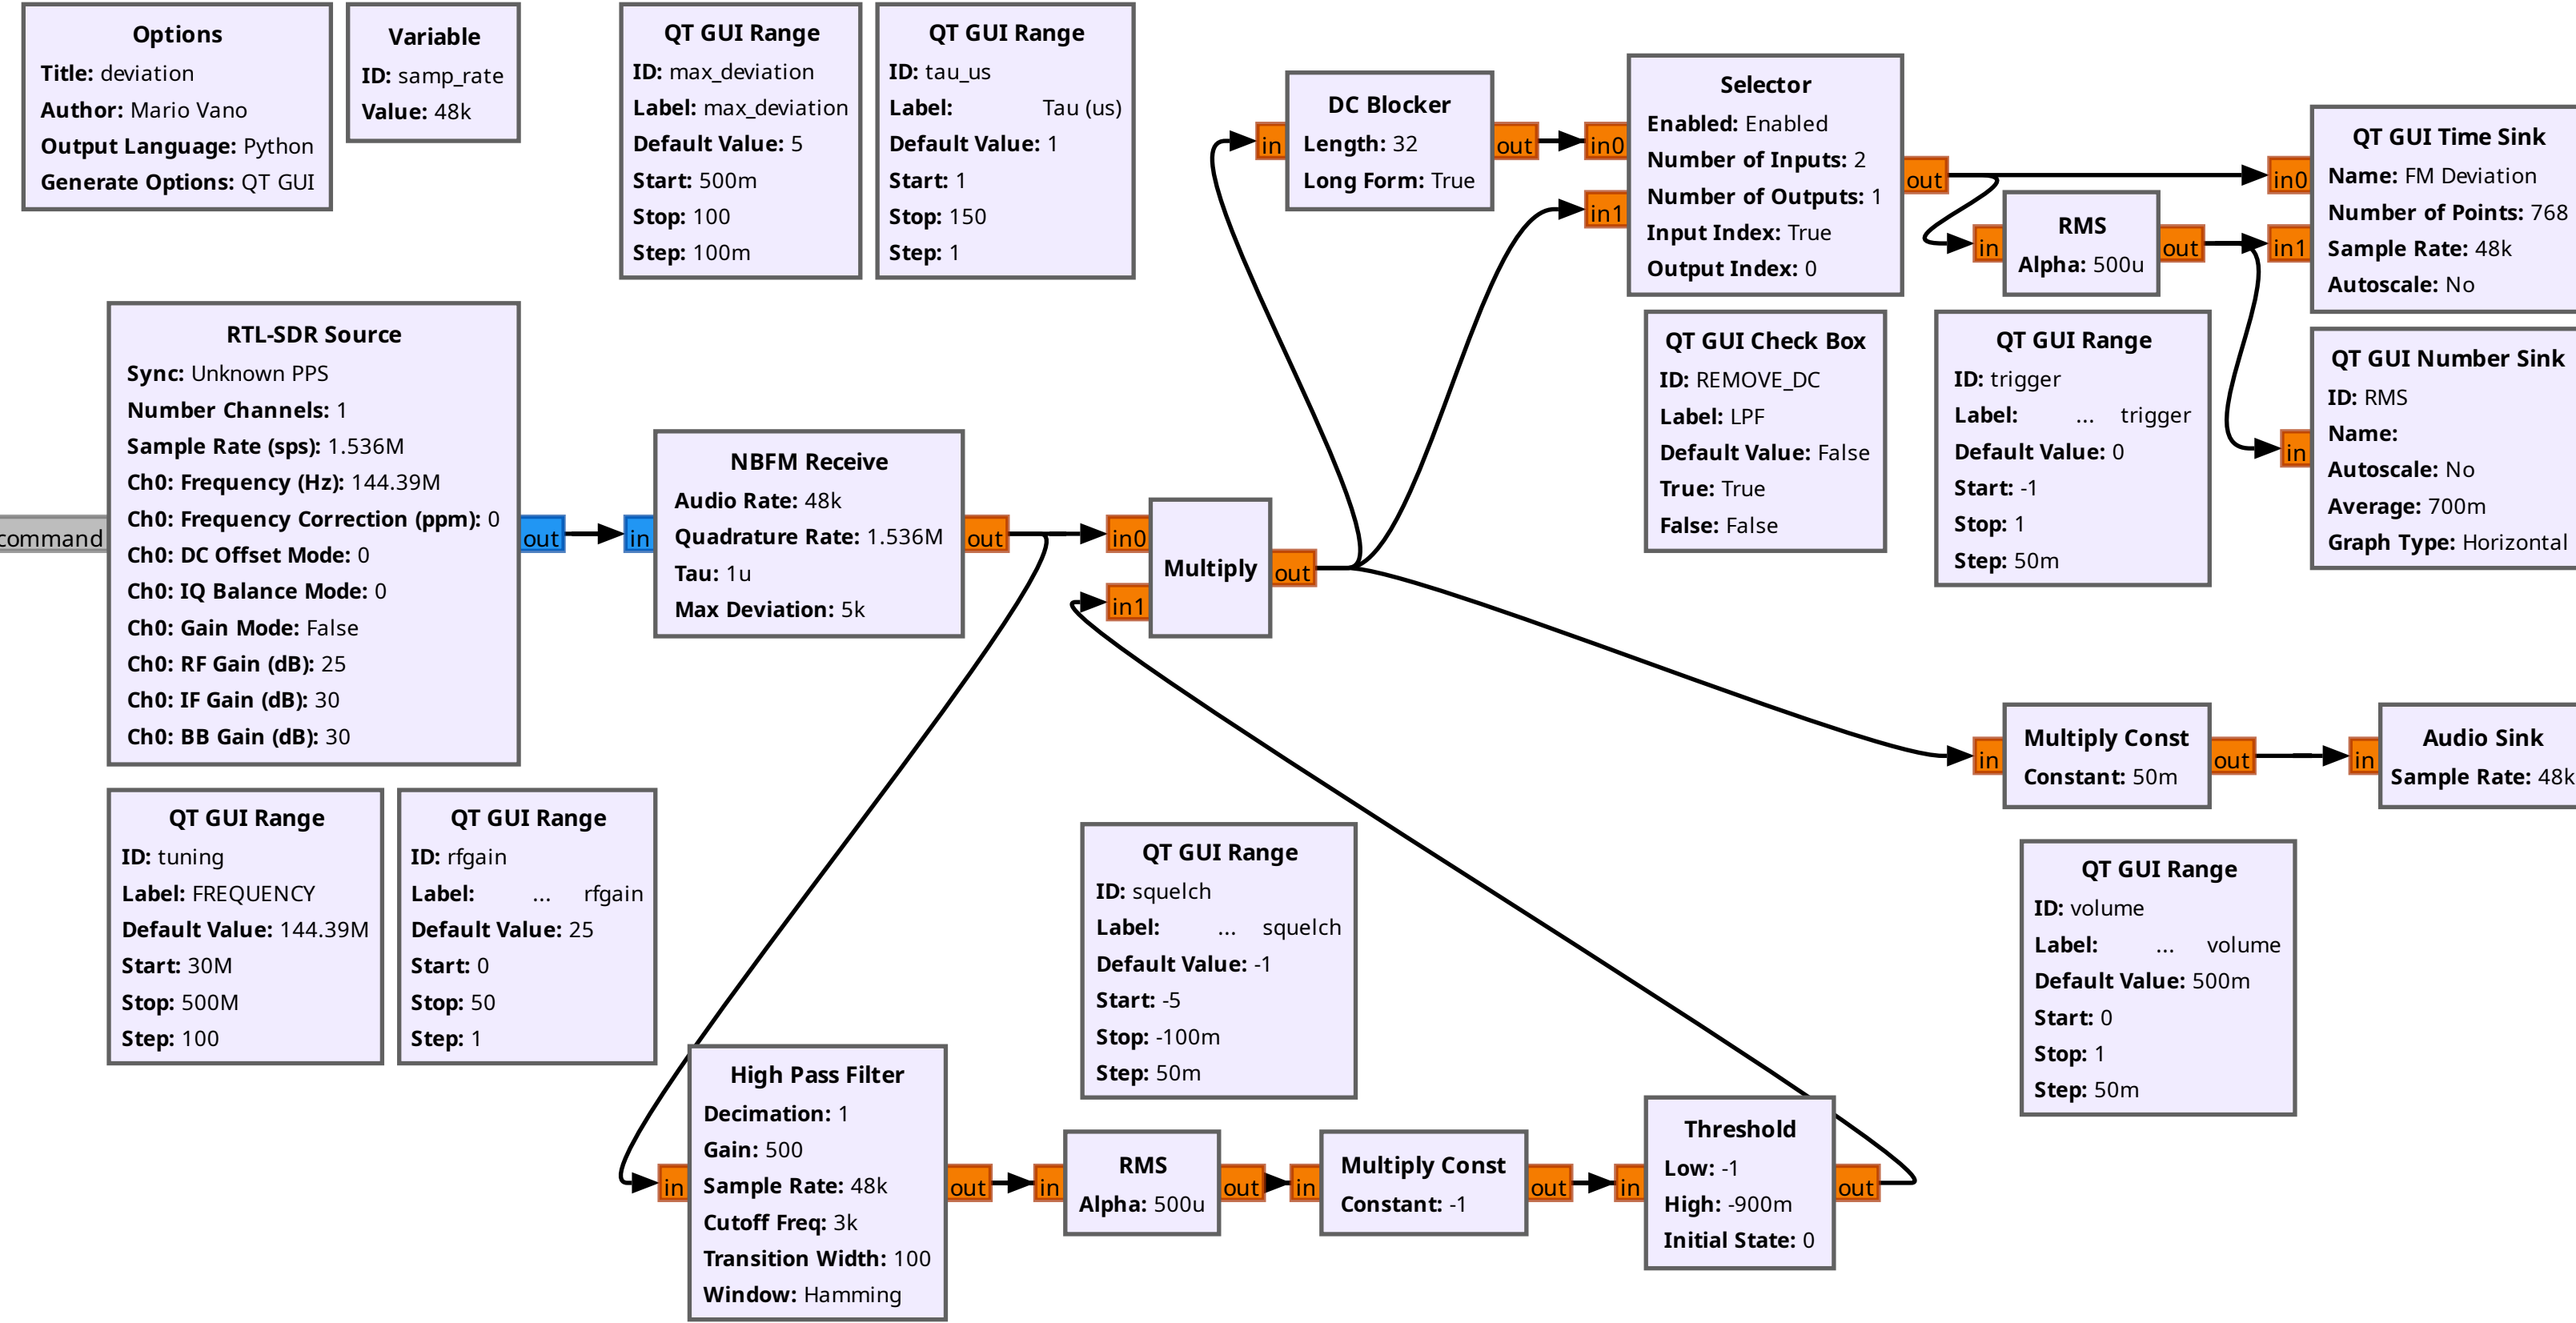 Options
Title: deviation
Author: Mario Vano
Output Language: Python
Generate Options: QT GUI
Variable
ID: samp_rate
Value: 48k
QT GUI Range
ID: max_deviation
Label: max_deviation
Default Value: 5
Start: 500m
Stop: 100
Step: 100m
QT GUI Range
ID: tau_us
Label: Tau (us)
Default Value: 1
Start: 1
Stop: 150
Step: 1
DC Blocker
Length: 32
Long Form: True
in
out
Selector
Enabled: Enabled
Number of Inputs: 2
Number of Outputs: 1
Input Index: True
Output Index: 0
in0
in1
out
RMS
Alpha: 500u
in
out
QT GUI Time Sink
Name: FM Deviation
Number of Points: 768
Sample Rate: 48k
Autoscale: No
in0
in1
RTL-SDR Source
Sync: Unknown PPS
Number Channels: 1
Sample Rate (sps): 1.536M
Ch0: Frequency (Hz): 144.39M
Ch0: Frequency Correction (ppm): 0
Ch0: DC Offset Mode: 0
Ch0: IQ Balance Mode: 0
Ch0: Gain Mode: False
Ch0: RF Gain (dB): 25
Ch0: IF Gain (dB): 30
Ch0: BB Gain (dB): 30
command
out
NBFM Receive
Audio Rate: 48k
Quadrature Rate: 1.536M
Tau: 1u
Max Deviation: 5k
in
out
Multiply
in0
in1
out
QT GUI Check Box
ID: REMOVE_DC
Label: LPF
Default Value: False
True: True
False: False
QT GUI Range
ID: trigger
Label: ... trigger
Default Value: 0
Start: -1
Stop: 1
Step: 50m
QT GUI Number Sink
ID: RMS
Name:
Autoscale: No
Average: 700m
Graph Type: Horizontal
in
Multiply Const
Constant: 50m
in
out
Audio Sink
Sample Rate: 48k
in
QT GUI Range
ID: tuning
Label: FREQUENCY
Default Value: 144.39M
Start: 30M
Stop: 500M
Step: 100
QT GUI Range
ID: rfgain
Label: ... rfgain
Default Value: 25
Start: 0
Stop: 50
Step: 1
QT GUI Range
ID: squelch
Label: ... squelch
Default Value: -1
Start: -5
Stop: -100m
Step: 50m
QT GUI Range
ID: volume
Label: ... volume
Default Value: 500m
Start: 0
Stop: 1
Step: 50m
High Pass Filter
Decimation: 1
Gain: 500
Sample Rate: 48k
Cutoff Freq: 3k
Transition Width: 100
Window: Hamming
in
out
RMS
Alpha: 500u
in
out
Multiply Const
Constant: -1
in
out
Threshold
Low: -1
High: -900m
Initial State: 0
in
out